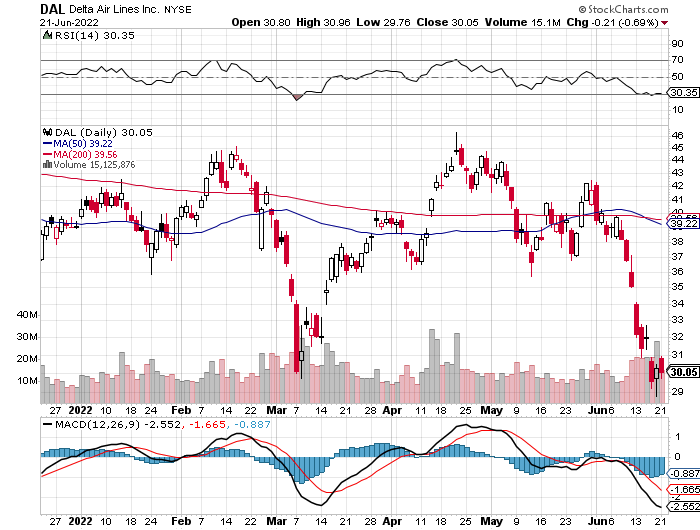 DAL Delta Air Lines Inc. NYSE © StockCharts.com
21-Jun-2022 Open 30.80 High 30.96 Low 29.76 Close 30.05 Volume 15.1M Chg -0.21 (-0.69%)
RSI(14) 30.35
90
70
50
30.35
10
DAL (Daily) 30.05
MA(50) 39.22
MA(200) 39.56
Volume 15,125,876
46
45
44
43
42
41
40
39.22
38
37
36
35
34
33
32
31
30.05
29
40M
30M
20M
10M
27 2022 10 18 24 Feb 7 14 22 Mar 7 14 21 28 Apr 11 18 25 May 9 16 23 Jun 6 13 21
MACD(12,26,9) -2.552, -1.665, -0.887
1
0
-0.887
-1.665
-2
-2.552
27 2022 10 18 24 Feb 7 14 22 Mar 7 14 21 28 Apr 11 18 25 May 9 16 23 Jun 6 13 21